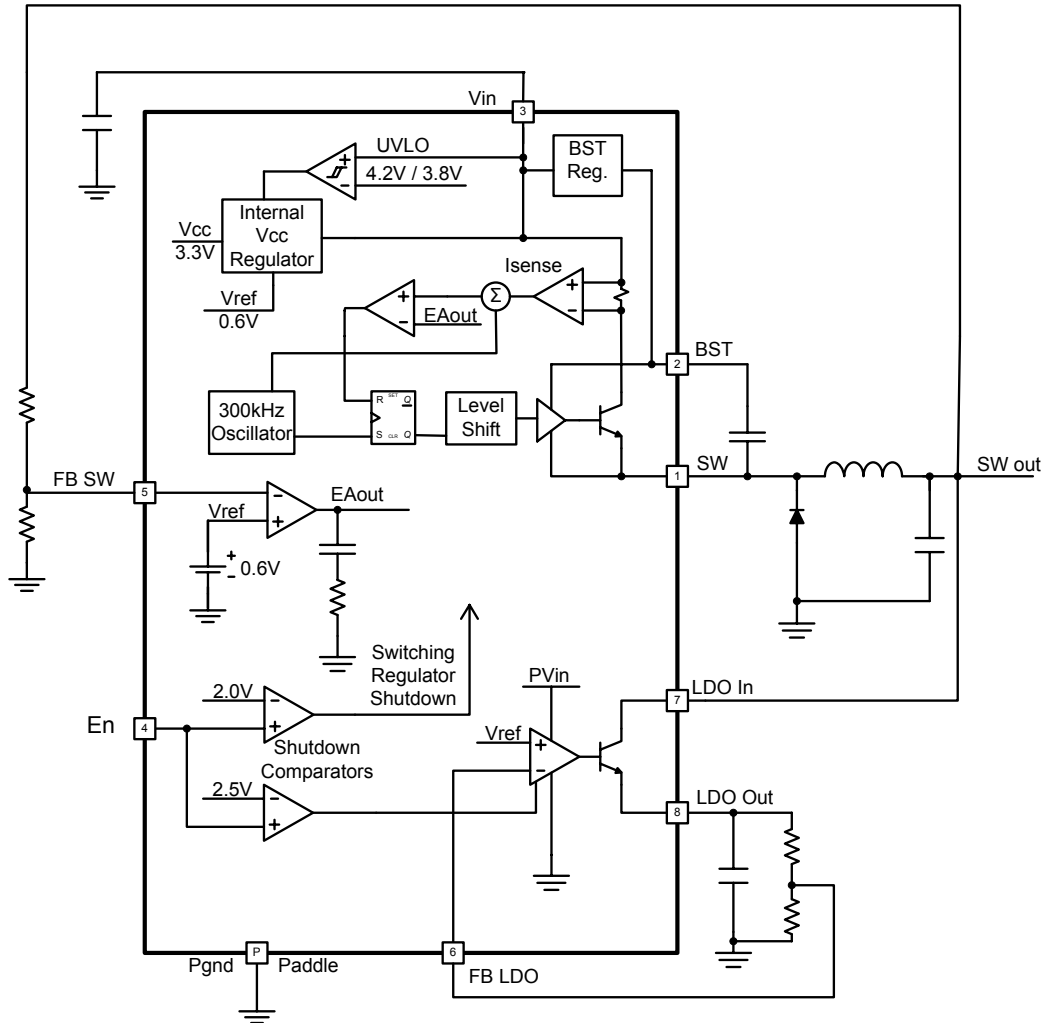 Vin
3
UVLO
4.2V / 3.8V
BST
Reg.
Internal
Vcc
Regulator
Vcc
3.3V
Vref
0.6V
Isense
Σ
+
-
EAout
300kHz
Oscillator
R SET Q
S CLR Q
Level
Shift
2
BST
1
SW
SW out
FB SW
5
Vref
-
+
EAout
+
-
0.6V
Switching
Regulator
Shutdown
En
4
2.0V
-
+
Shutdown
Comparators
2.5V
-
+
PVin
Vref
+
-
7
LDO In
8
LDO Out
Pgnd
P
Paddle
6
FB LDO